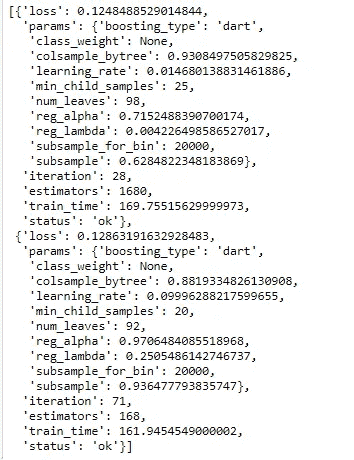 [{'loss': 0.1248488529014844,
'params': {'boosting_type': 'dart',
'class_weight': None,
'colsample_bytree': 0.9308497505829825,
'learning_rate': 0.014680138831461886,
'min_child_samples': 25,
'num_leaves': 98,
'reg_alpha': 0.7152488390700174,
'reg_lambda': 0.004226498586527017,
'subsample_for_bin': 20000,
'subsample': 0.6284822348183869},
'iteration': 28,
'estimators': 1680,
'train_time': 169.75515629999973,
'status': 'ok'},
{'loss': 0.12863191632928483,
'params': {'boosting_type': 'dart',
'class_weight': None,
'colsample_bytree': 0.8819334826130908,
'learning_rate': 0.09996288217599655,
'min_child_samples': 20,
'num_leaves': 92,
'reg_alpha': 0.9706484085518968,
'reg_lambda': 0.2505486142746737,
'subsample_for_bin': 20000,
'subsample': 0.936477793835747},
'iteration': 71,
'estimators': 168,
'train_time': 161.9454549000002,
'status': 'ok'}]